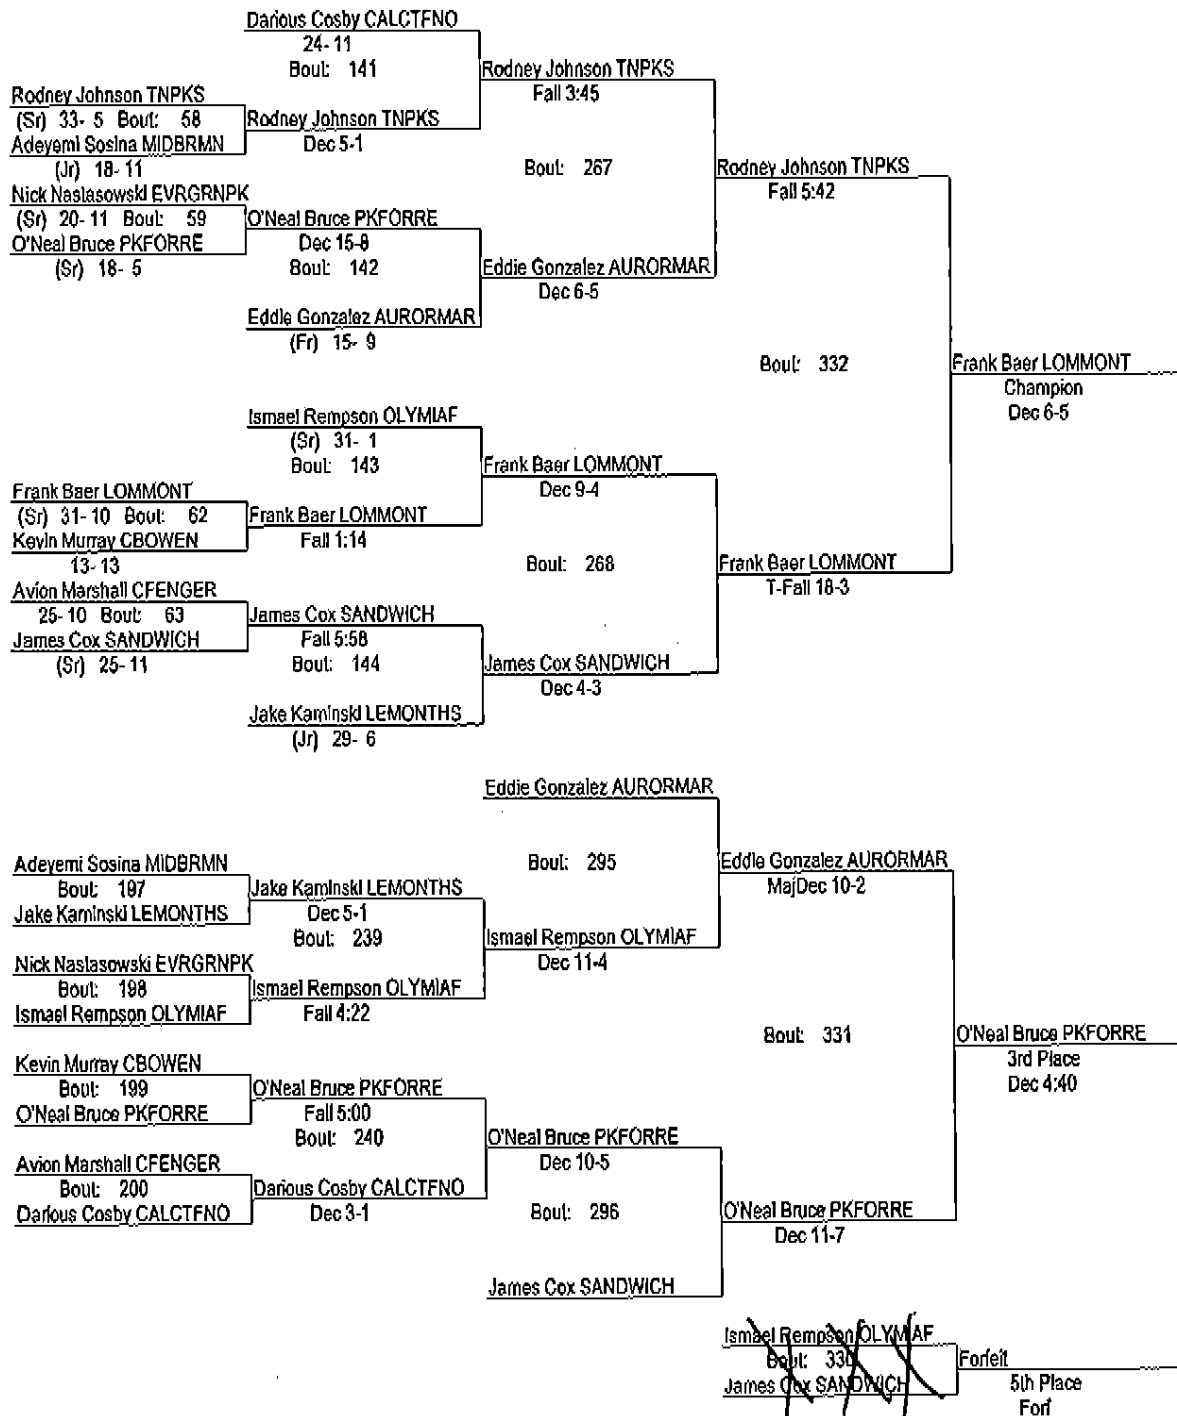 Darious Cosby CALCTFNO
24- 11
Bout: 141
Rodney Johnson TNPKS
Fall 3:45
Rodney Johnson TNPKS
(Sr) 33- 5 Bout: 58
Adeyemi Sosina MIDBRMN
(Jr) 18- 11
Rodney Johnson TNPKS
Dec 5-1
Bout: 267
Rodney Johnson TNPKS
Fall 5:42
Nick Nastasowski EVRGRNPK
(Sr) 20- 11 Bout: 59
O'Neal Bruce PKFORRE
(Sr) 18- 5
O'Neal Bruce PKFORRE
Dec 15-8
Bout: 142
Eddie Gonzalez AURORMAR
Dec 6-5
Eddie Gonzalez AURORMAR
(Fr) 15- 9
Bout: 332
Frank Baer LOMMONT
Champion
Dec 6-5
Ismael Rempson OLYMIAF
(Sr) 31- 1
Bout: 143
Frank Baer LOMMONT
Dec 9-4
Frank Baer LOMMONT
(Sr) 31- 10 Bout: 62
Kevin Murray CBOWEN
13- 13
Frank Baer LOMMONT
Fall 1:14
Bout: 268
Frank Baer LOMMONT
T-Fall 18-3
Avion Marshall CFENGER
25- 10 Bout: 63
James Cox SANDWICH
(Sr) 25- 11
James Cox SANDWICH
Fall 5:58
Bout: 144
James Cox SANDWICH
Dec 4-3
Jake Kaminski LEMONTHS
(Jr) 29- 6
Eddie Gonzalez AURORMAR
Bout: 295
Eddie Gonzalez AURORMAR
MajDec 10-2
Adeyemi Sosina MIDBRMN
Bout: 197
Jake Kaminski LEMONTHS
Jake Kaminski LEMONTHS
Dec 5-1
Bout: 239
Ismael Rempson OLYMIAF
Dec 11-4
Nick Nastasowski EVRGRNPK
Bout: 198
Ismael Rempson OLYMIAF
Ismael Rempson OLYMIAF
Fall 4:22
Bout: 331
O'Neal Bruce PKFORRE
3rd Place
Dec 4:40
Kevin Murray CBOWEN
Bout: 199
O'Neal Bruce PKFORRE
O'Neal Bruce PKFORRE
Fall 5:00
Bout: 240
O'Neal Bruce PKFORRE
Dec 10-5
Avion Marshall CFENGER
Bout: 200
Darious Cosby CALCTFNO
Darious Cosby CALCTFNO
Dec 3-1
Bout: 296
O'Neal Bruce PKFORRE
Dec 11-7
James Cox SANDWICH
Ismael Rempson OLYMIAF
Bout: 330
James Cox SANDWICH
Forfeit
5th Place
Forf